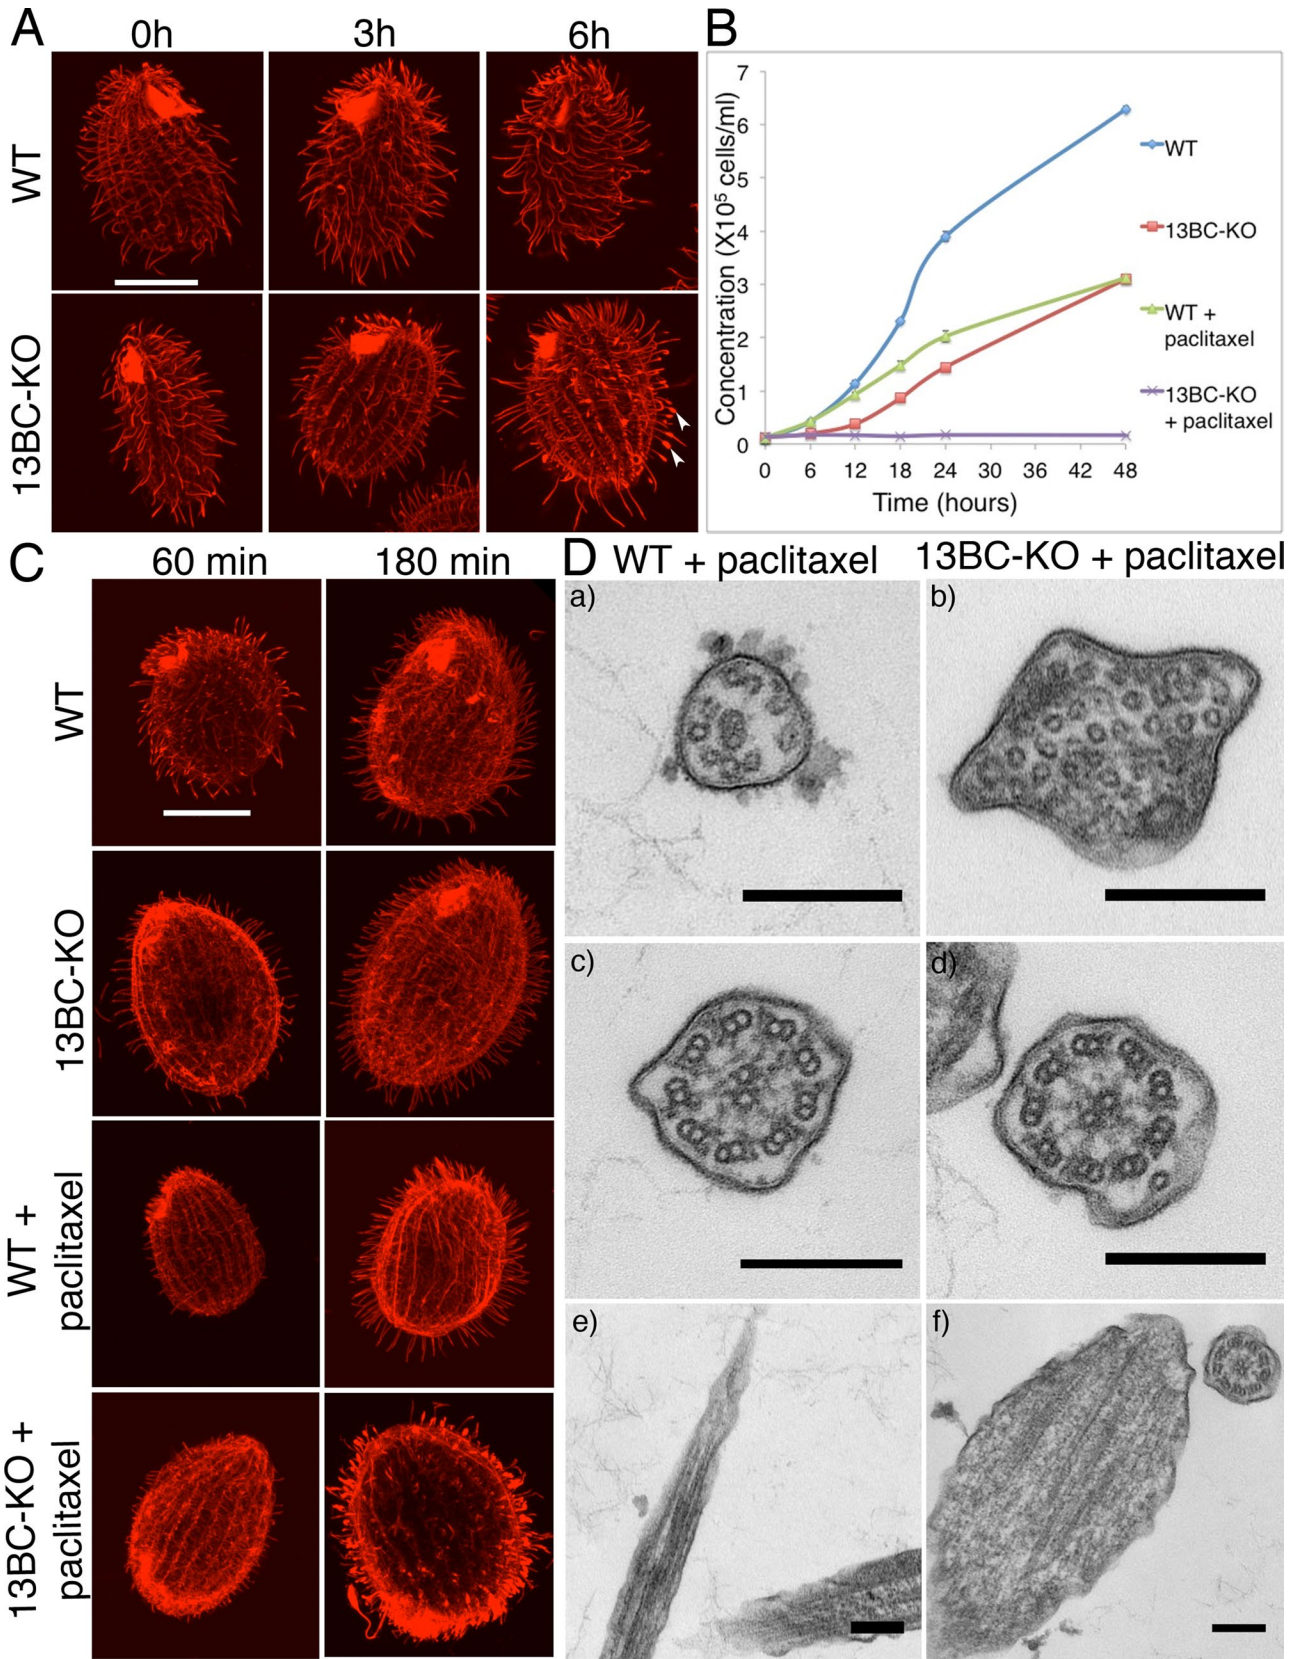 A
0h
3h
6h
WT
13BC-KO
B
Concentration (X10⁵ cells/ml)
7
6
5
4
3
2
1
0
0 6 12 18 24 30 36 42 48
Time (hours)
WT
13BC-KO
WT +
paclitaxel
13BC-KO
+ paclitaxel
C
60 min
180 min
WT
13BC-KO
WT +
paclitaxel
13BC-KO +
paclitaxel
D
WT + paclitaxel
13BC-KO + paclitaxel
a)
b)
c)
d)
e)
f)